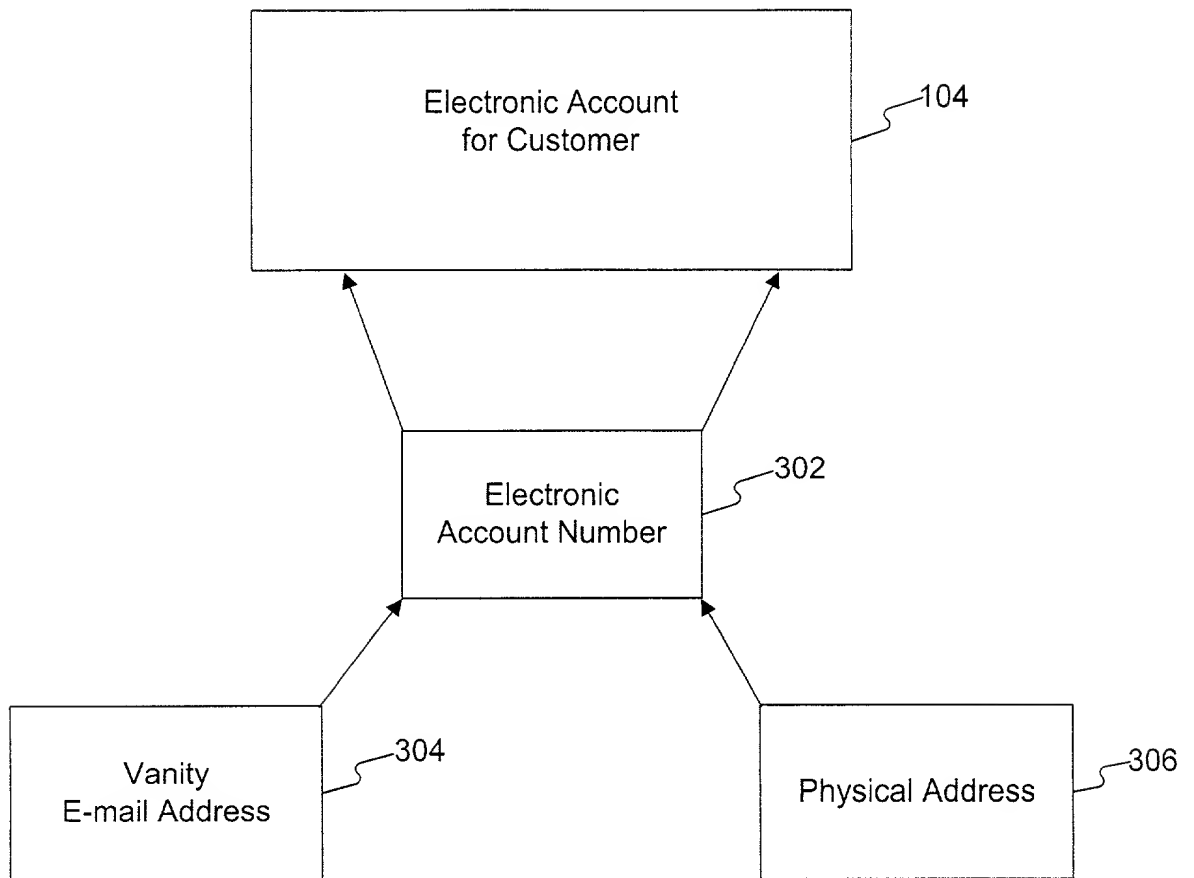 Electronic Account
for Customer
104
Electronic
Account Number
302
Vanity
E-mail Address
304
Physical Address
306